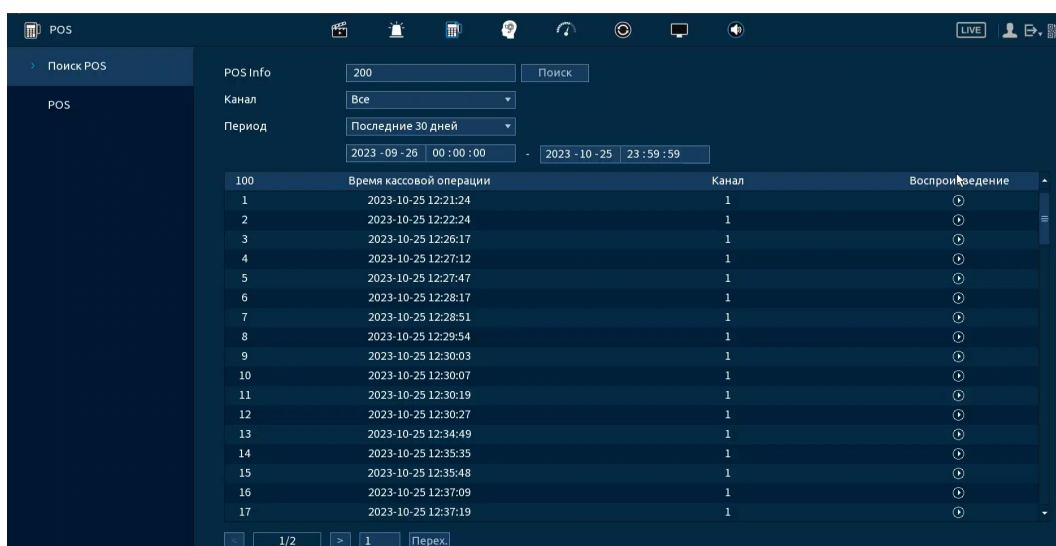 POS LIVE
Поиск POS
POS
POS Info 200 Поиск
Канал Все
Период Последние 30 дней
2023 -09 -26 00 :00 :00 - 2023 -10 -25 23 :59 :59
100 Время кассовой операции Канал Воспроизведение
1 2023-10-25 12:21:24 1
2 2023-10-25 12:22:24 1
3 2023-10-25 12:26:17 1
4 2023-10-25 12:27:12 1
5 2023-10-25 12:27:47 1
6 2023-10-25 12:28:17 1
7 2023-10-25 12:28:51 1
8 2023-10-25 12:29:54 1
9 2023-10-25 12:30:03 1
10 2023-10-25 12:30:07 1
11 2023-10-25 12:30:19 1
12 2023-10-25 12:30:27 1
13 2023-10-25 12:34:49 1
14 2023-10-25 12:35:35 1
15 2023-10-25 12:35:48 1
16 2023-10-25 12:37:09 1
17 2023-10-25 12:37:19 1
< 1/2 > 1 Перех.